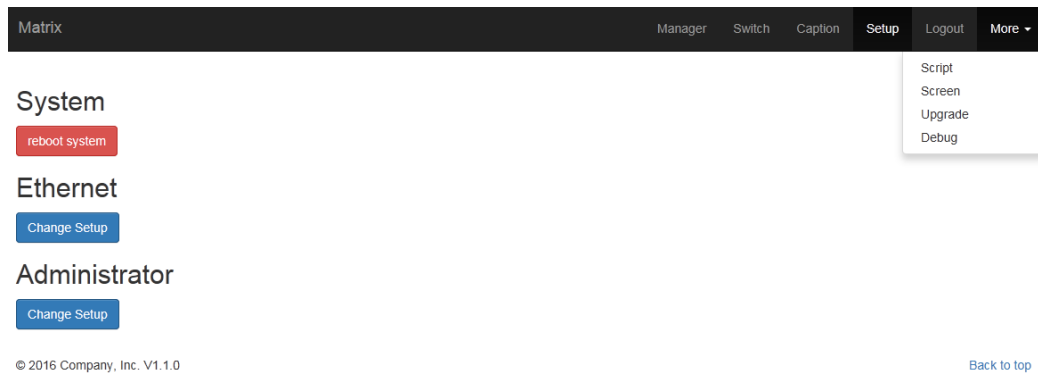 Matrix Manager Switch Caption Setup Logout More
Script
Screen
Upgrade
Debug
System
reboot system
Ethernet
Change Setup
Administrator
Change Setup
© 2016 Company, Inc. V1.1.0 Back to top